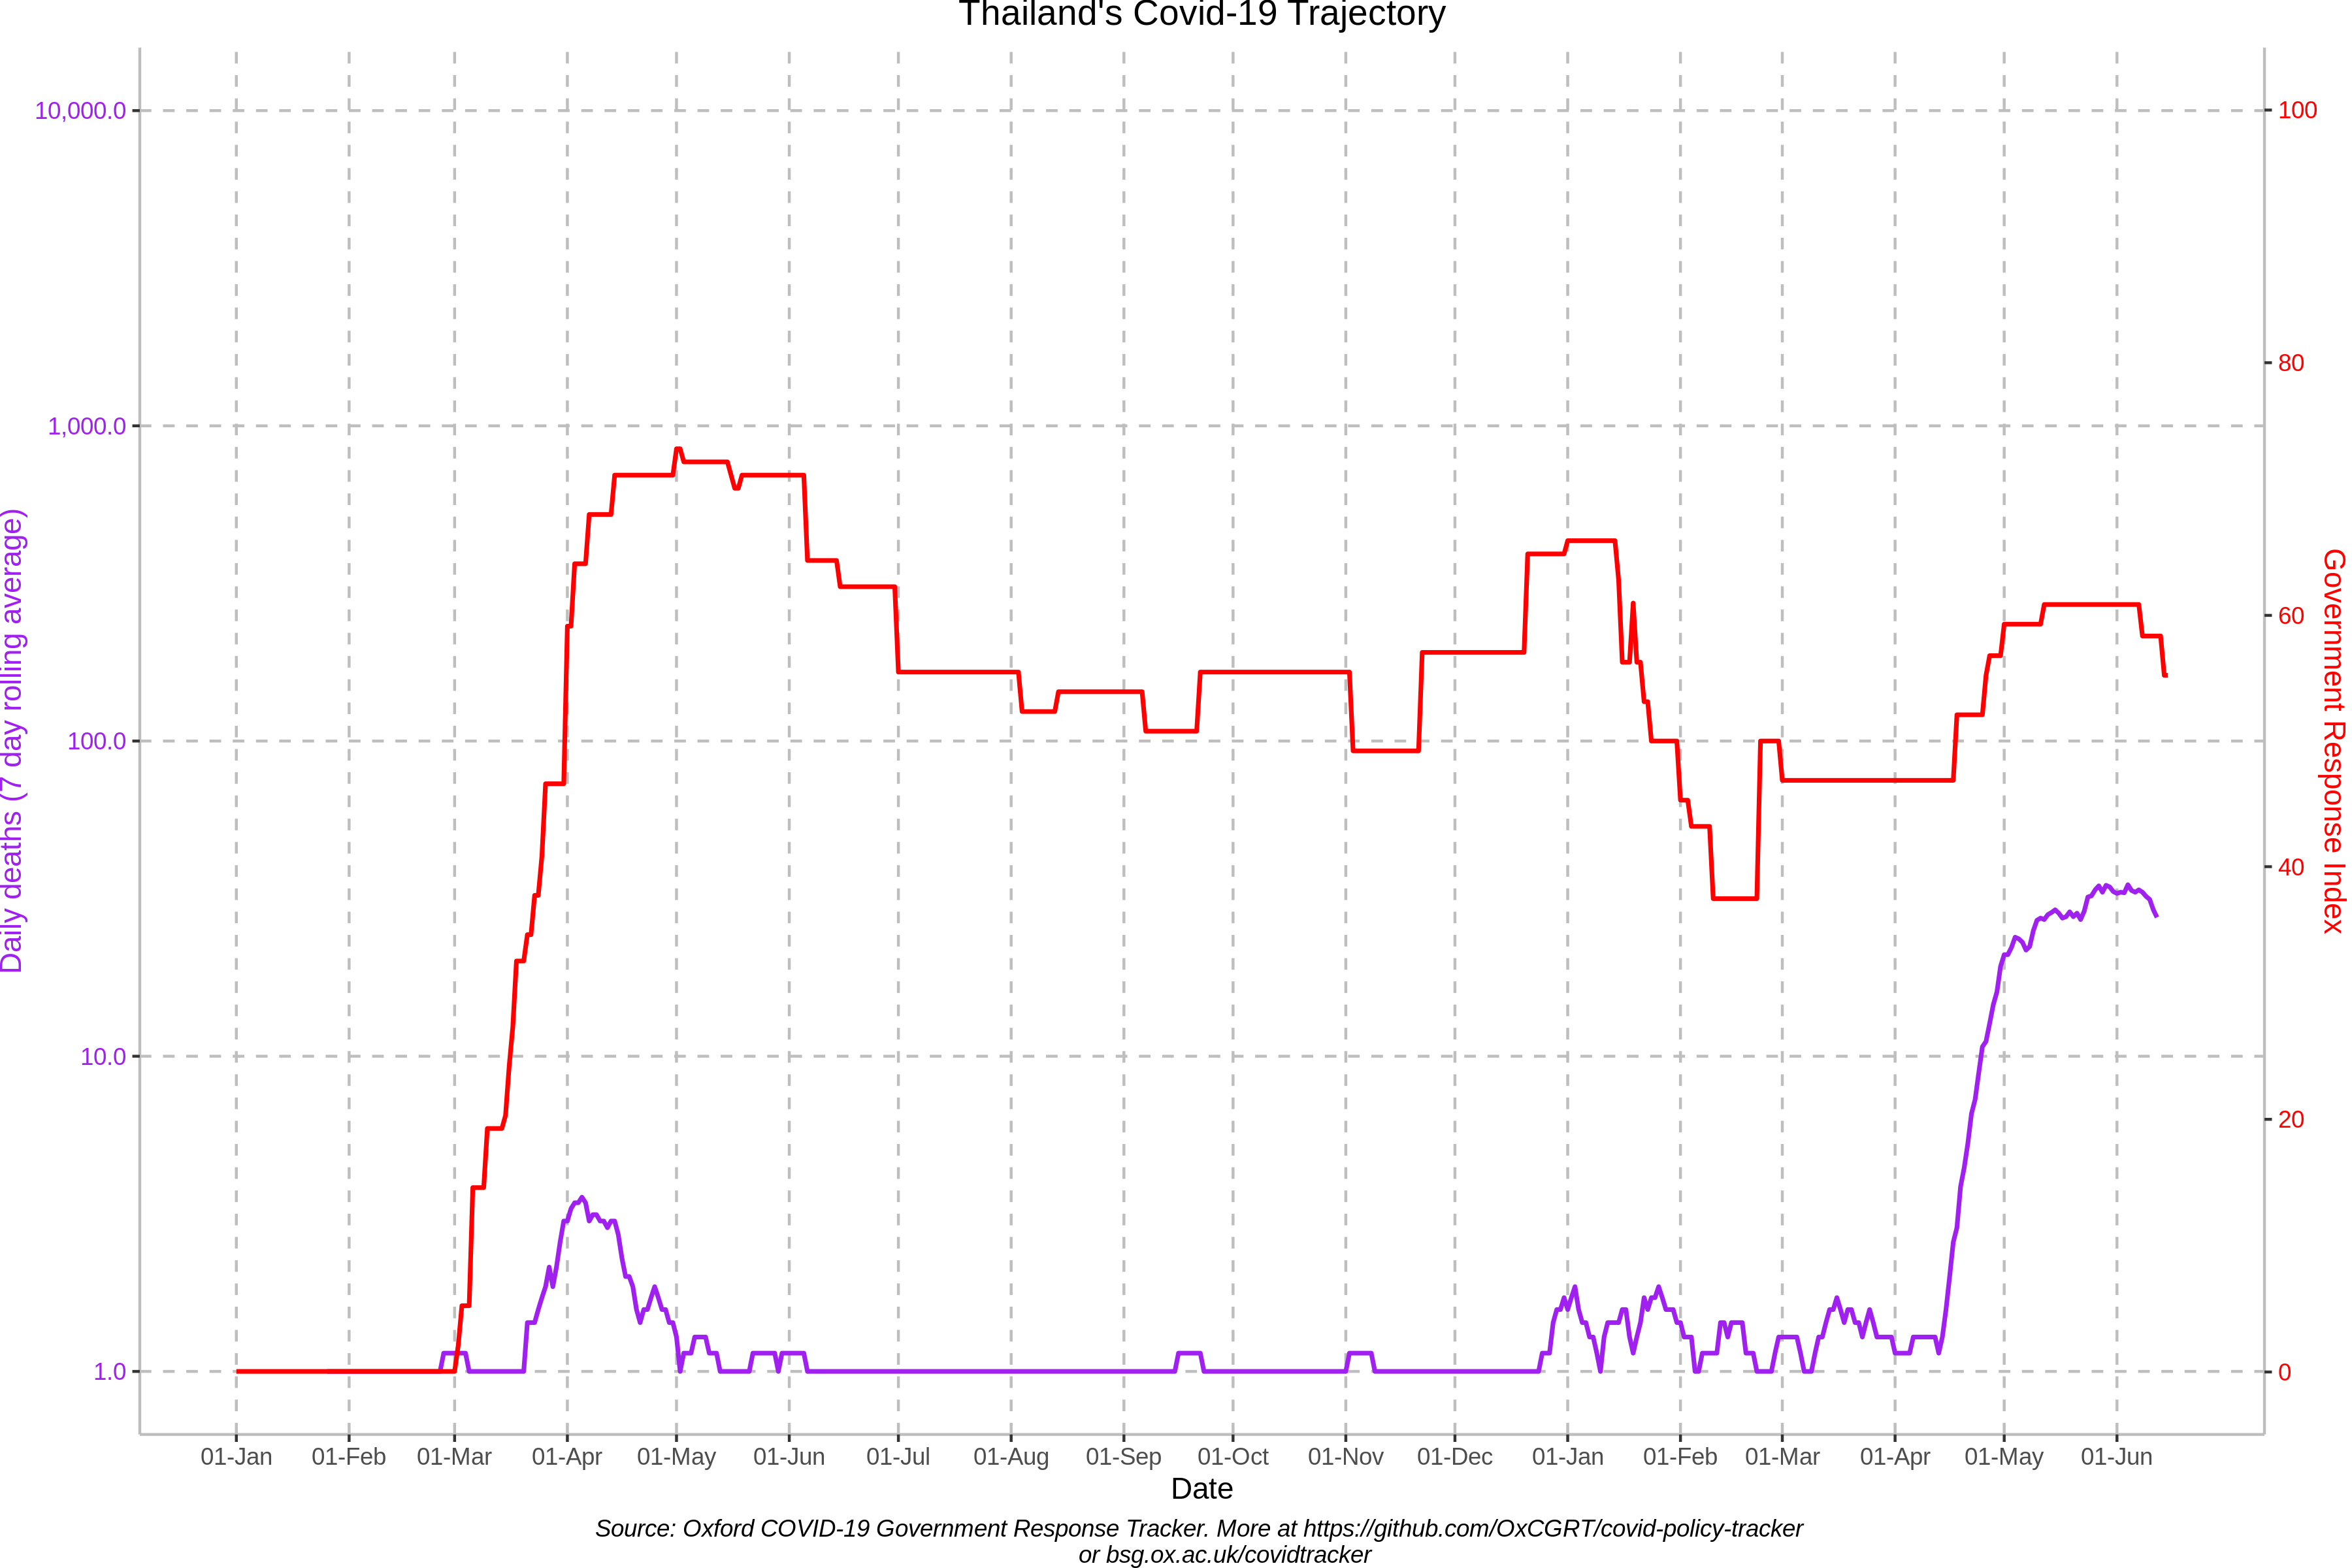 Thailand's Covid-19 Trajectory
10,000.0
1,000.0
100.0
10.0
1.0
Daily deaths (7 day rolling average)
100
80
60
40
20
0
Government Response Index
01-Jan 01-Feb 01-Mar 01-Apr 01-May 01-Jun 01-Jul 01-Aug 01-Sep 01-Oct 01-Nov 01-Dec 01-Jan 01-Feb 01-Mar 01-Apr 01-May 01-Jun
Date
Source: Oxford COVID-19 Government Response Tracker. More at https://github.com/OxCGRT/covid-policy-tracker
or bsg.ox.ac.uk/covidtracker